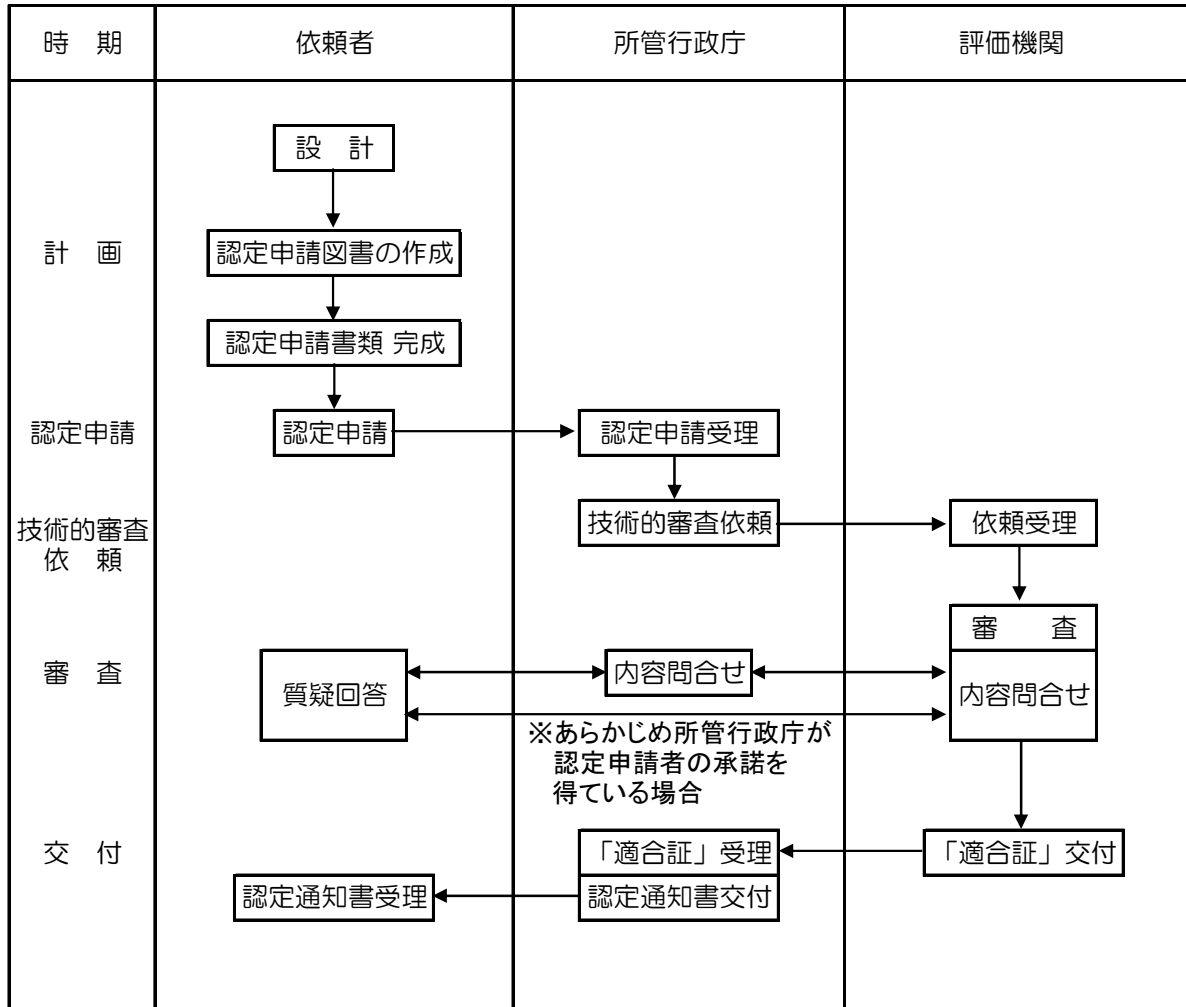 時　期
依頼者
所管行政庁
評価機関
設　計
計　画
認定申請図書の作成
認定申請書類 完成
認定申請
認定申請
認定申請受理
技術的審査
依　頼
技術的審査依頼
依頼受理
審　査
質疑回答
内容問合せ
審　　査
内容問合せ
※あらかじめ所管行政庁が
認定申請者の承諾を
得ている場合
交　付
「適合証」受理
「適合証」交付
認定通知書受理
認定通知書交付